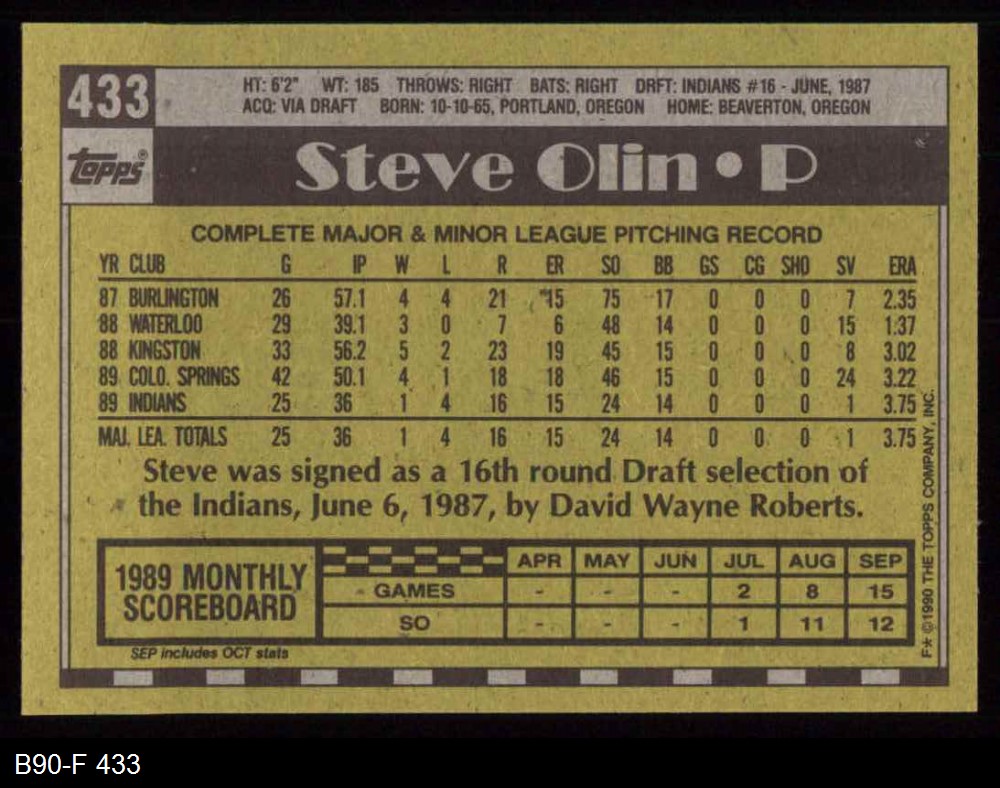 433
HT: 6'2" WT: 185 THROWS: RIGHT BATS: RIGHT DRFT: INDIANS #16 - JUNE, 1987
ACQ: VIA DRAFT BORN: 10-10-65, PORTLAND, OREGON HOME: BEAVERTON, OREGON
topps®
Steve Olin • P
COMPLETE MAJOR & MINOR LEAGUE PITCHING RECORD
YR CLUB G IP W L R ER SO BB GS CG SHO SV ERA
87 BURLINGTON 26 57.1 4 4 21 15 75 17 0 0 0 7 2.35
88 WATERLOO 29 39.1 3 0 7 6 48 14 0 0 0 15 1.37
88 KINGSTON 33 56.2 5 2 23 19 45 15 0 0 0 8 3.02
89 COLO. SPRINGS 42 50.1 4 1 18 18 46 15 0 0 0 24 3.22
89 INDIANS 25 36 1 4 16 15 24 14 0 0 0 1 3.75
MAJ. LEA. TOTALS 25 36 1 4 16 15 24 14 0 0 0 1 3.75
Steve was signed as a 16th round Draft selection of
the Indians, June 6, 1987, by David Wayne Roberts.
1989 MONTHLY
SCOREBOARD
APR MAY JUN JUL AUG SEP
GAMES - - - 2 8 15
SO - - - 1 11 12
SEP includes OCT stats
F* ©1990 THE TOPPS COMPANY, INC.
B90-F 433